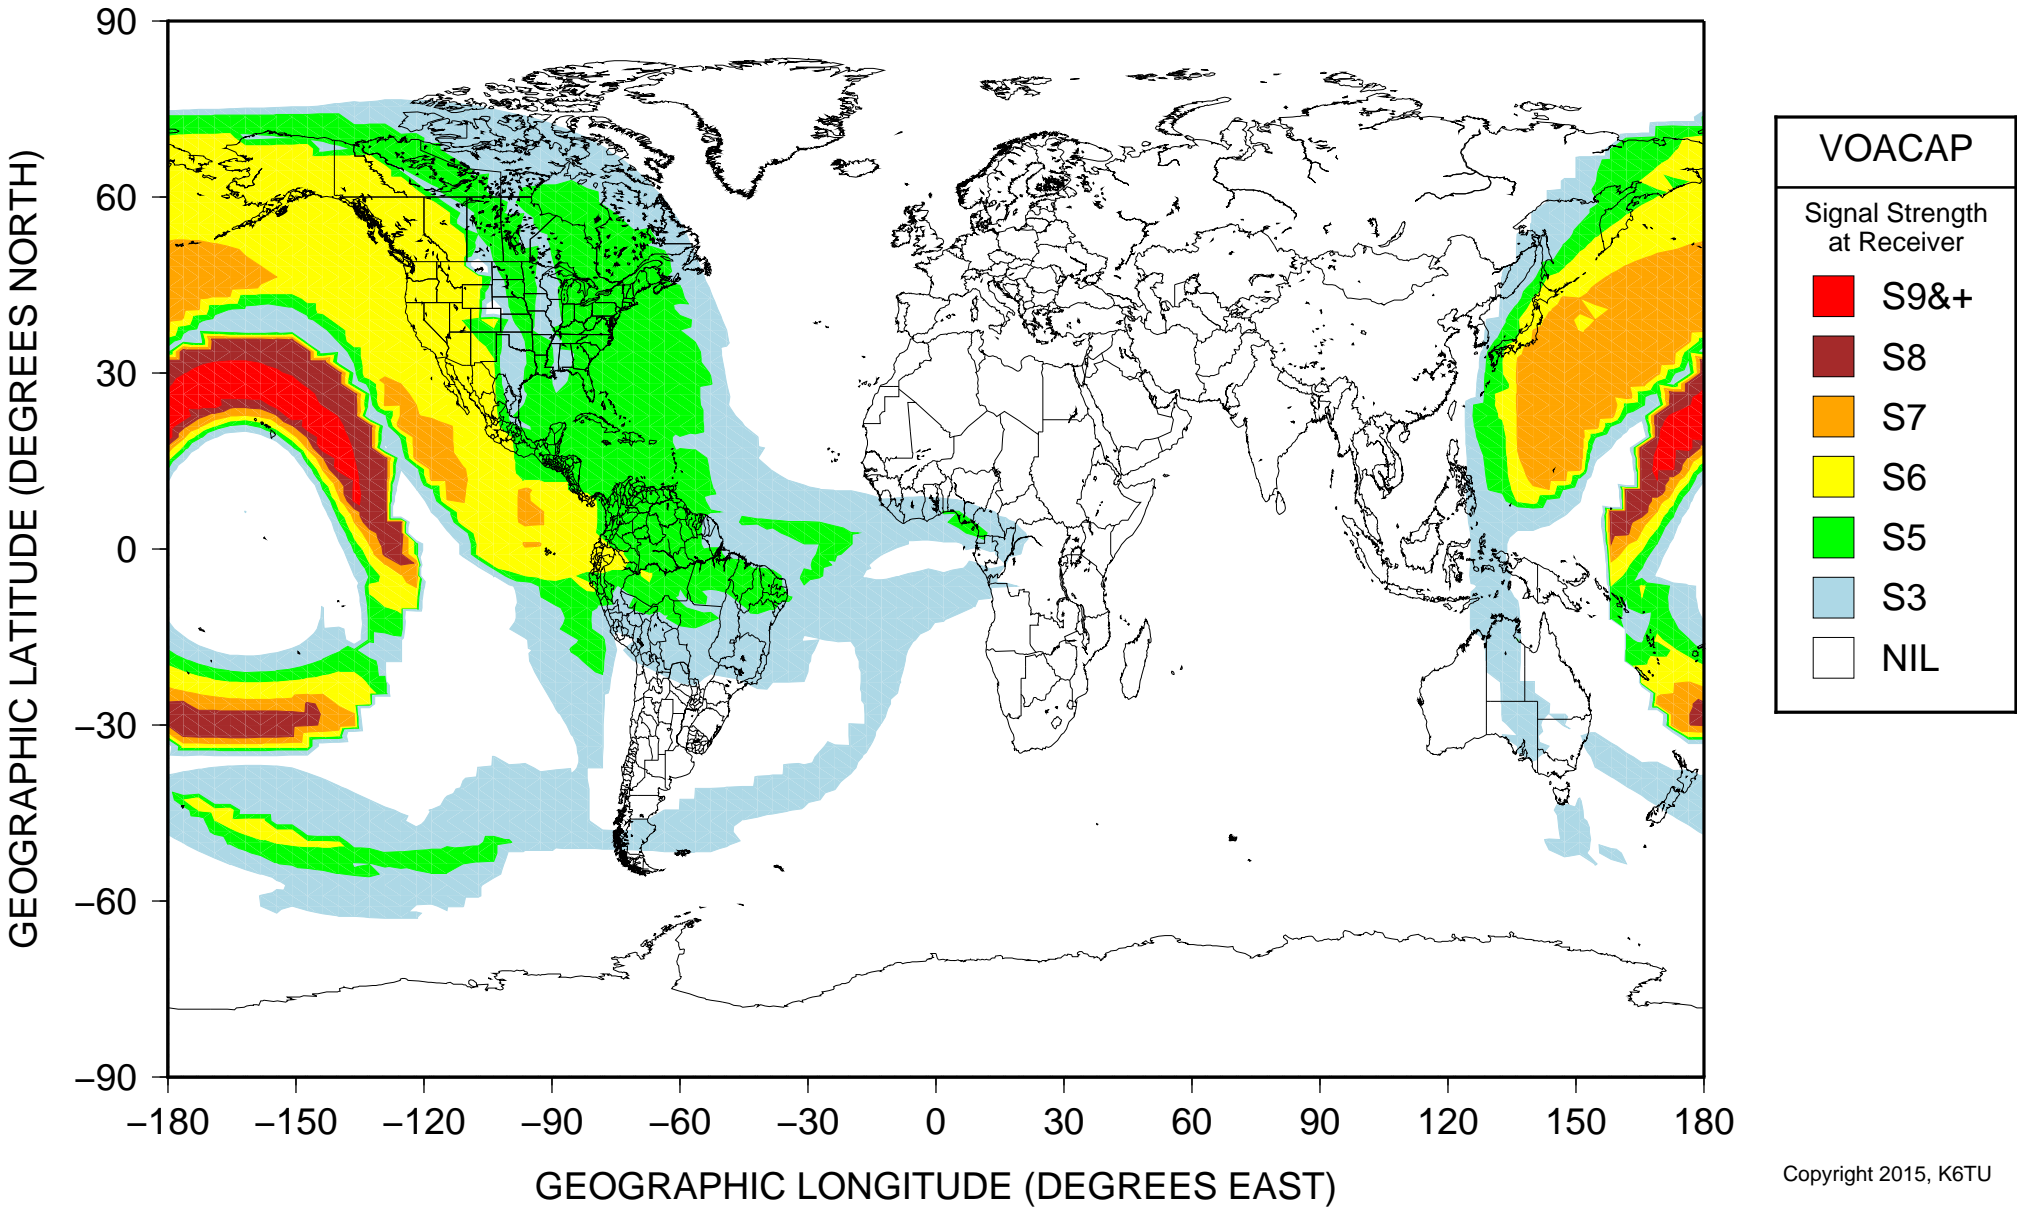 90
60
30
0
−30
−60
−90
GEOGRAPHIC LATITUDE (DEGREES NORTH)
−180 −150 −120 −90 −60 −30 0 30 60 90 120 150 180
GEOGRAPHIC LONGITUDE (DEGREES EAST)
VOACAP
Signal Strength
at Receiver
S9&+
S8
S7
S6
S5
S3
NIL
Copyright 2015, K6TU